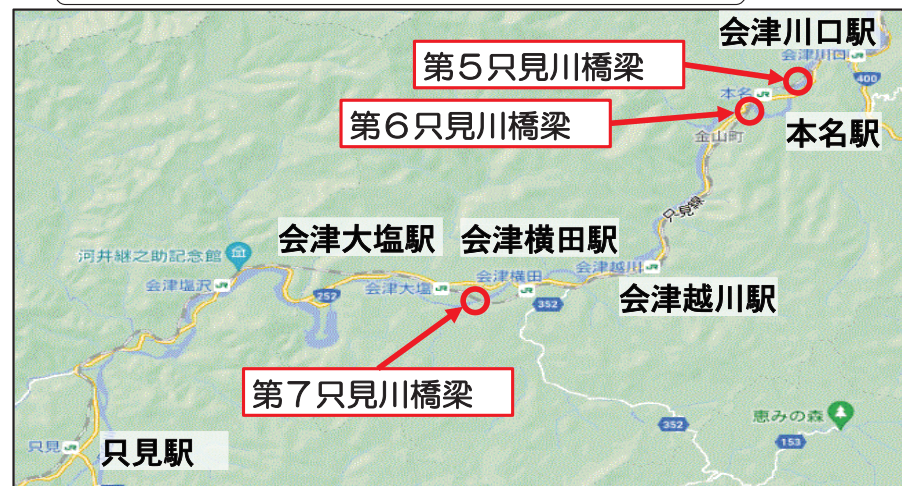 会津川口駅
会津川口
第5只見川橋梁
400
本名
第6只見川橋梁
本名駅
金山町
只見線
会津大塩駅
会津横田駅
河井継之助記念館
会津塩沢
252
会津大塩
会津横田
会津越川
352
会津越川駅
第7只見川橋梁
恵みの森
352
153
只見
只見駅